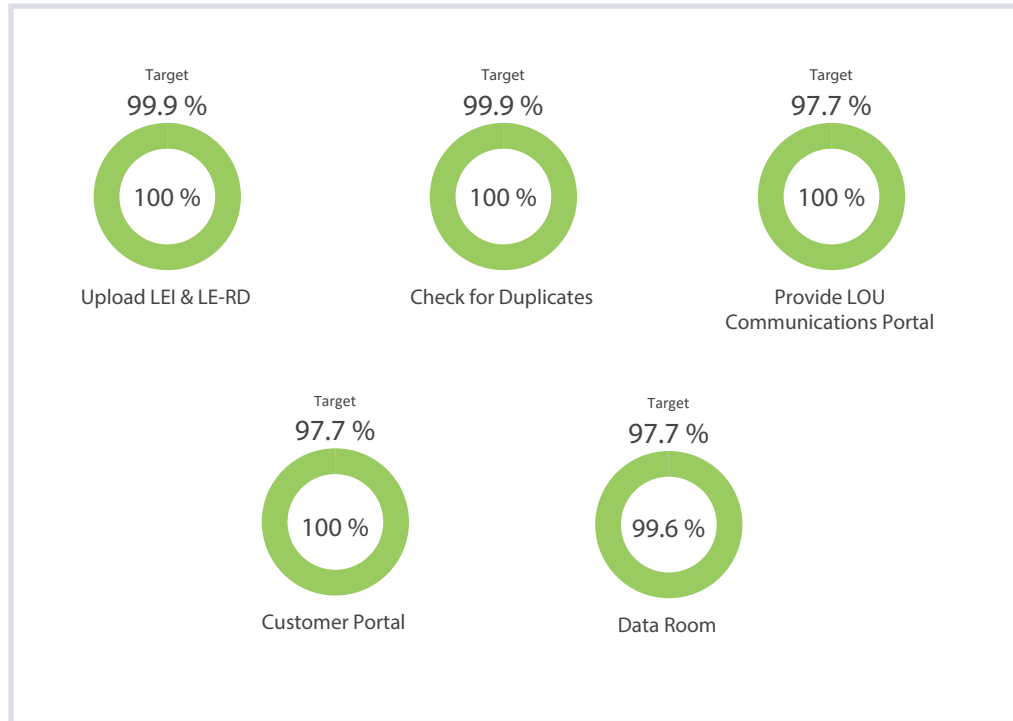 Target
99.9 %
100 %
Upload LEI & LE-RD
Target
99.9 %
100 %
Check for Duplicates
Target
97.7 %
100 %
Provide LOU
Communications Portal
Target
97.7 %
100 %
Customer Portal
Target
97.7 %
99.6 %
Data Room